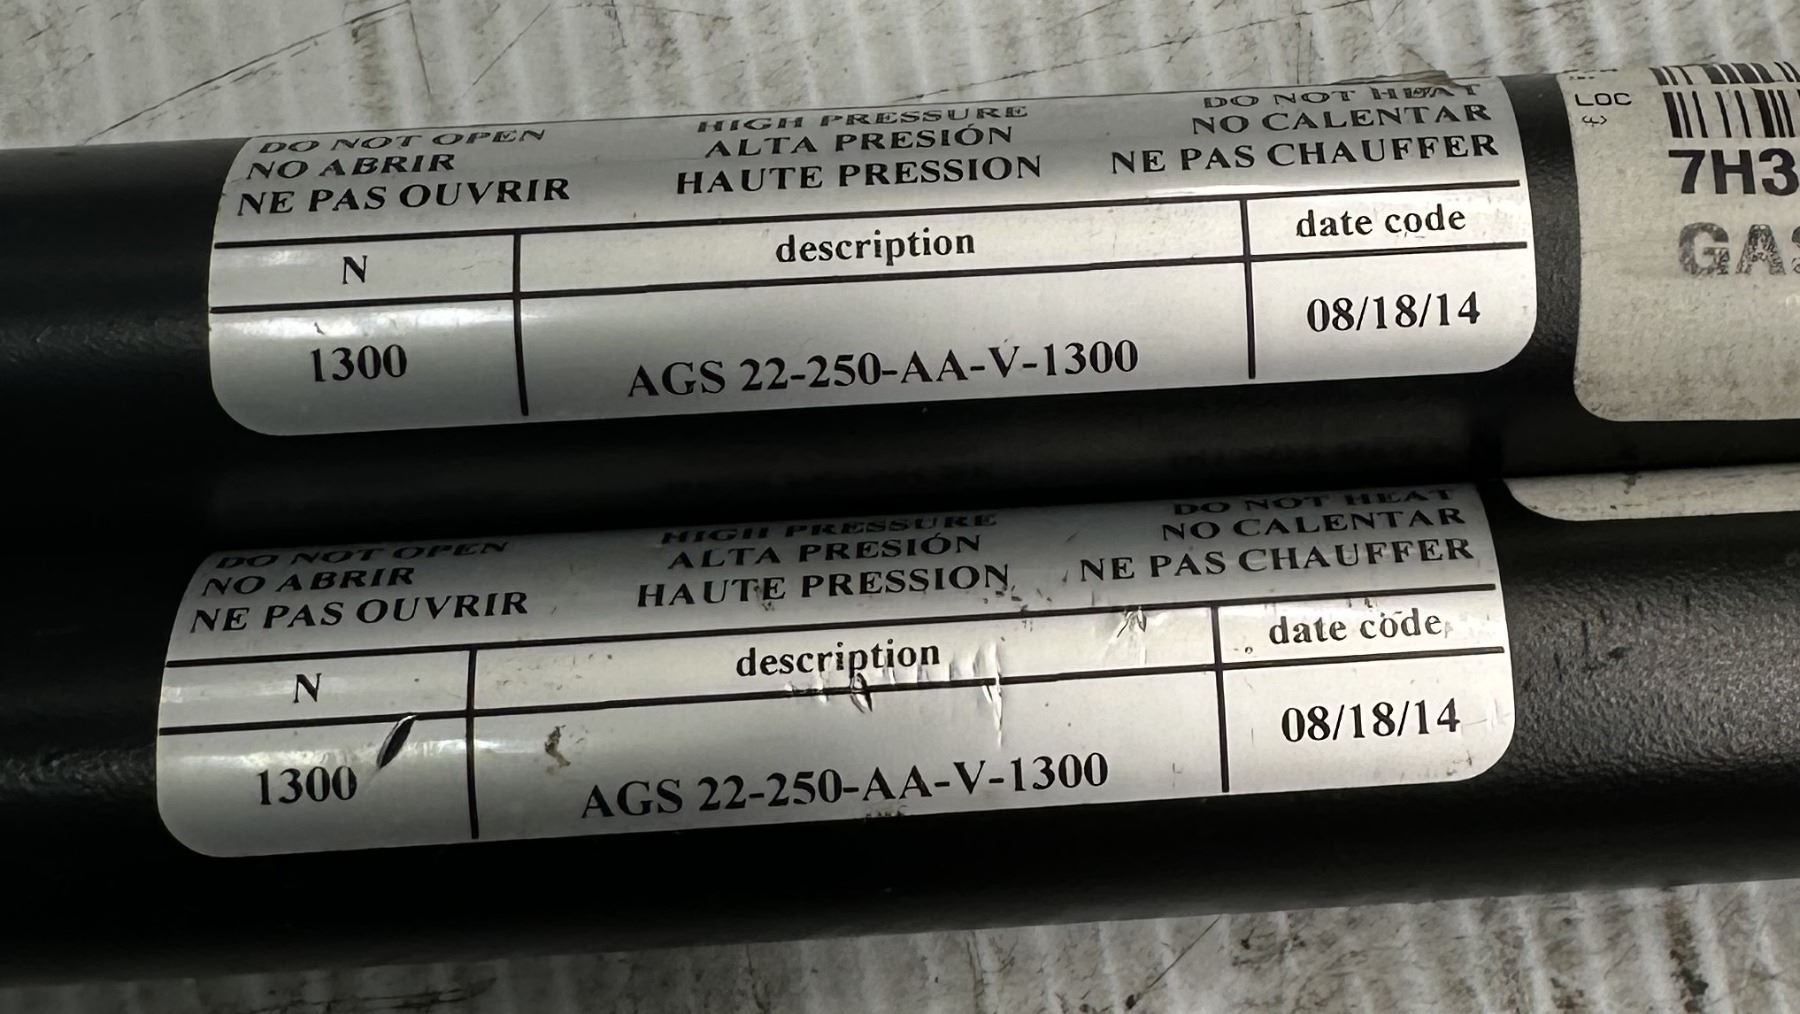 DO NOT OPEN HIGH PRESSURE DO NOT HEAT
NO ABRIR ALTA PRESIÓN NO CALENTAR
NE PAS OUVRIR HAUTE PRESSION NE PAS CHAUFFER
N description date code
1300 AGS 22-250-AA-V-1300 08/18/14
LOC
7H3
GAS
DO NOT OPEN HIGH PRESSURE DO NOT HEAT
NO ABRIR ALTA PRESIÓN NO CALENTAR
NE PAS OUVRIR HAUTE PRESSION NE PAS CHAUFFER
N description date code
1300 AGS 22-250-AA-V-1300 08/18/14